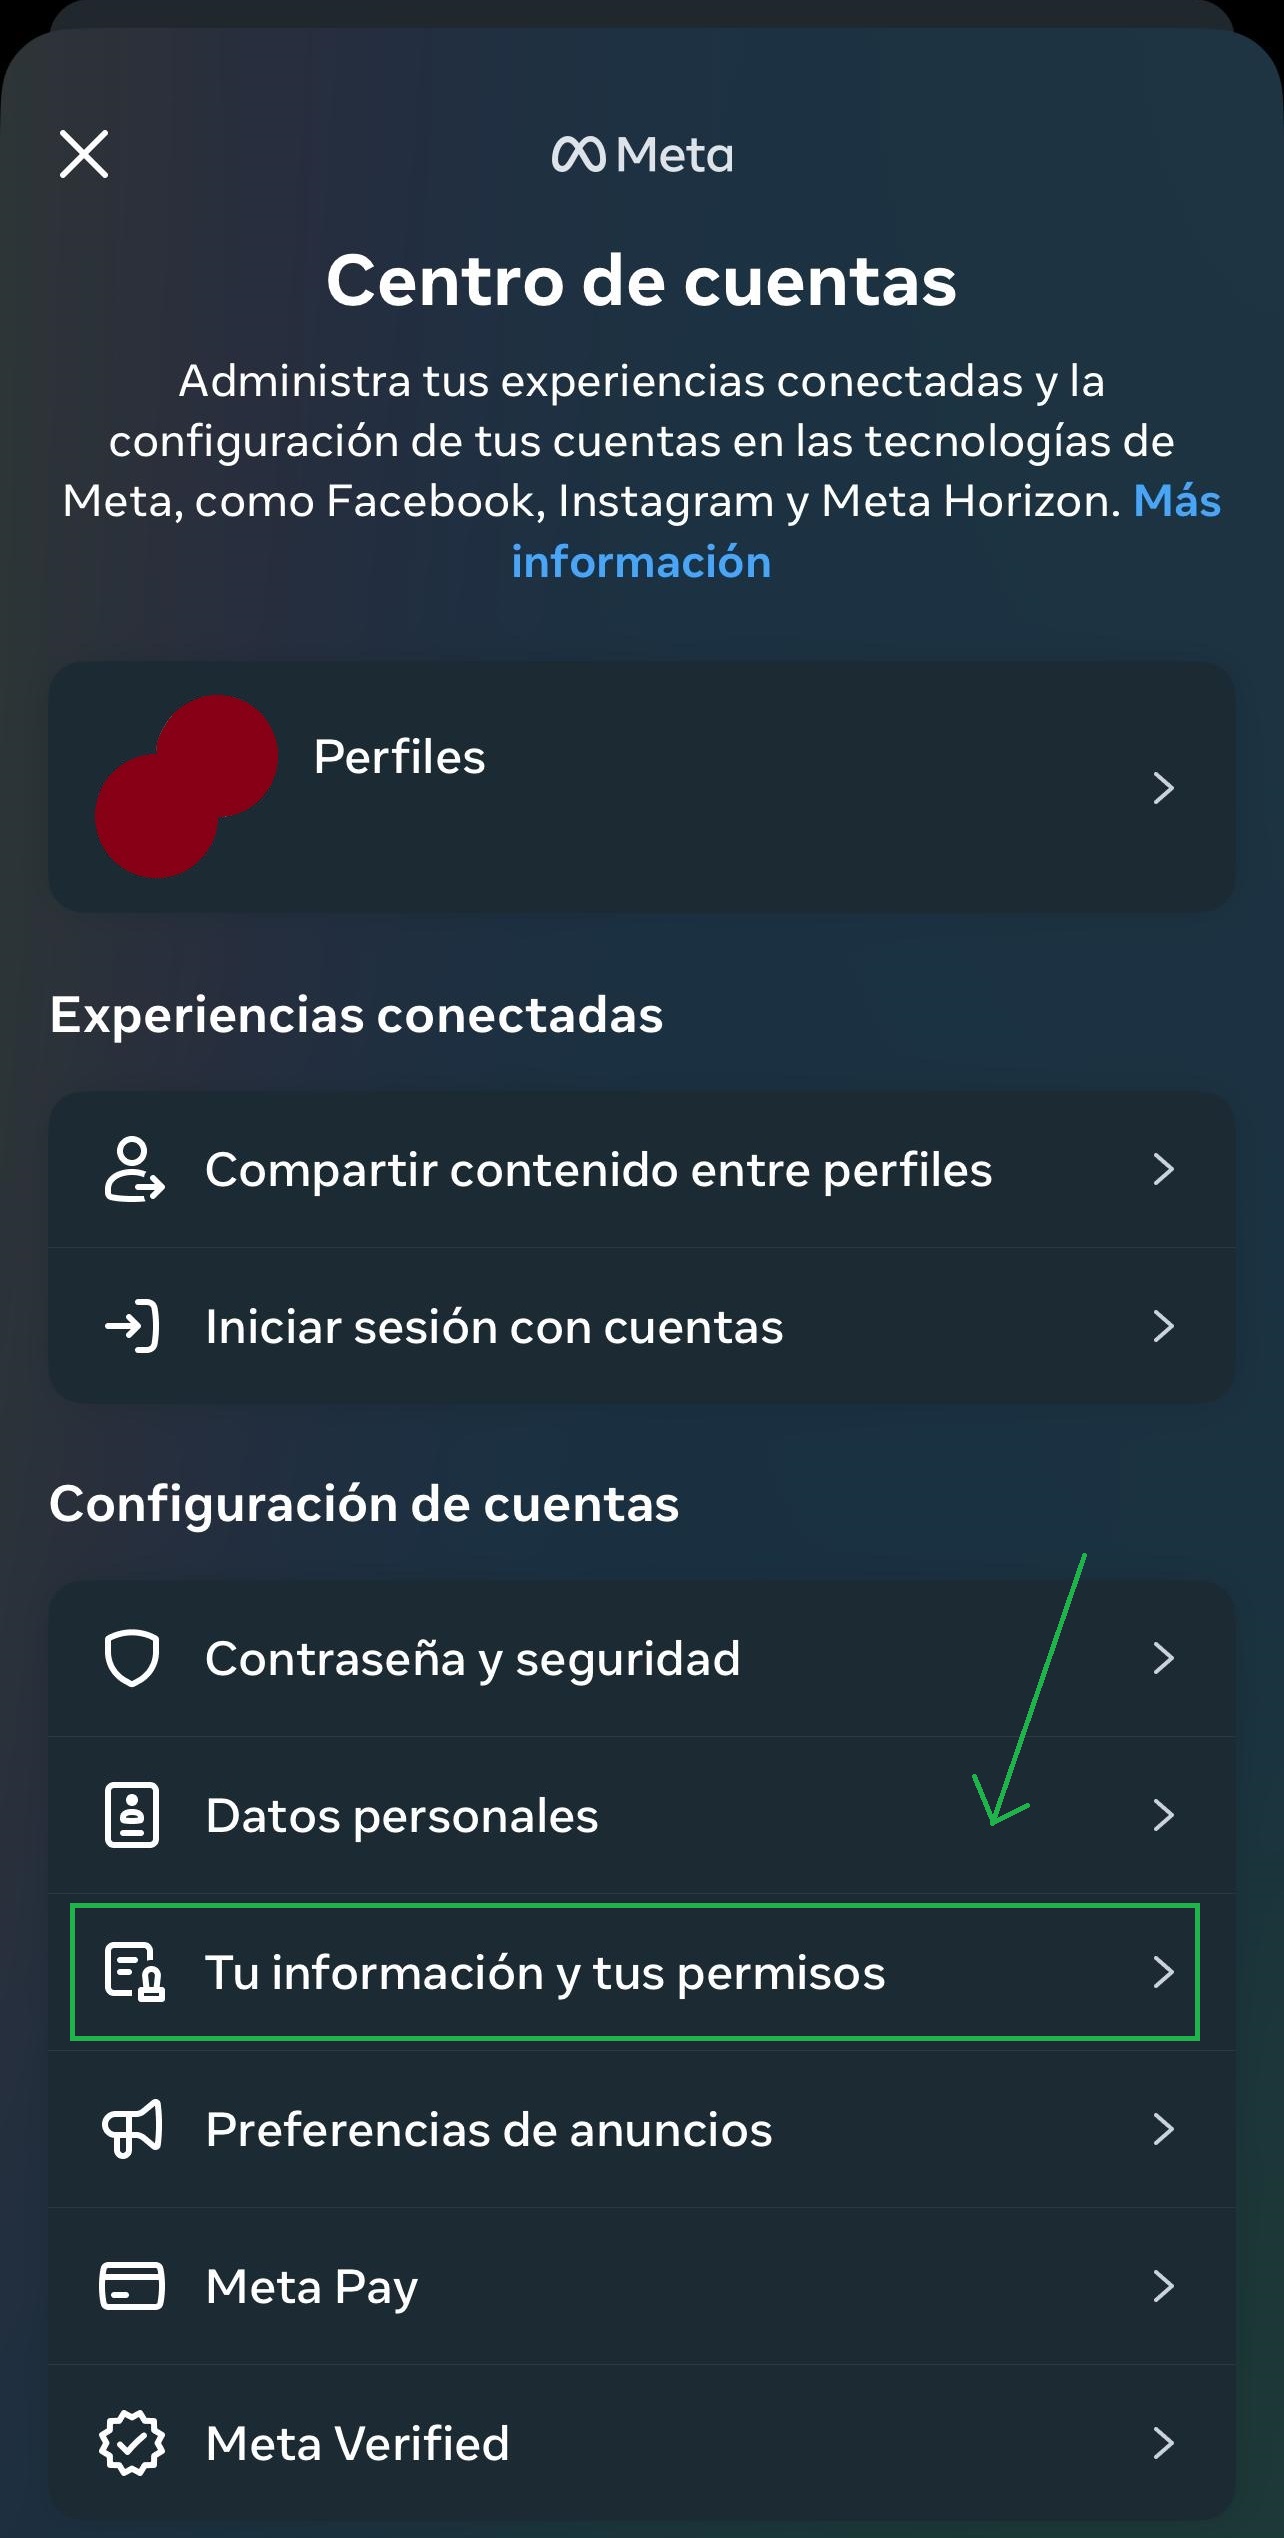 Meta
Centro de cuentas
Administra tus experiencias conectadas y la
configuración de tus cuentas en las tecnologías de
Meta, como Facebook, Instagram y Meta Horizon. Más
información
Perfiles
Experiencias conectadas
Compartir contenido entre perfiles
Iniciar sesión con cuentas
Configuración de cuentas
Contraseña y seguridad
Datos personales
Tu información y tus permisos
Preferencias de anuncios
Meta Pay
Meta Verified